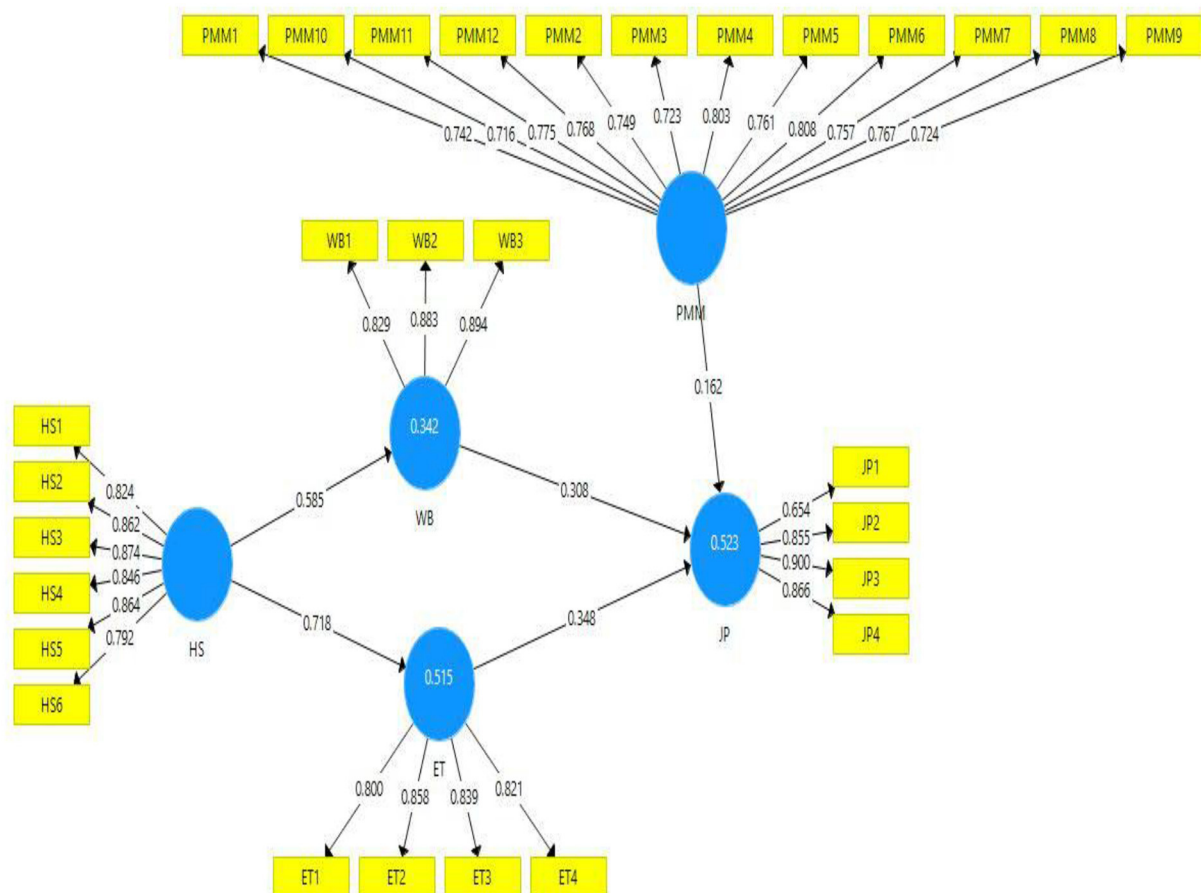 PMM1 PMM10 PMM11 PMM12 PMM2 PMM3 PMM4 PMM5 PMM6 PMM7 PMM8 PMM9
0.742 0.716 0.775 0.768 0.749 0.723 0.803 0.761 0.808 0.757 0.767 0.724
PMM
0.162
WB1 WB2 WB3
0.829 0.883 0.894
0.342
WB
HS1
HS2
HS3
HS4
HS5
HS6
0.824
0.862
0.874
0.846
0.864
0.792
HS
0.585
0.718
0.308
0.348
0.523
JP
0.654
0.855
0.900
0.866
JP1
JP2
JP3
JP4
0.515
ET
0.800 0.858 0.839 0.821
ET1 ET2 ET3 ET4